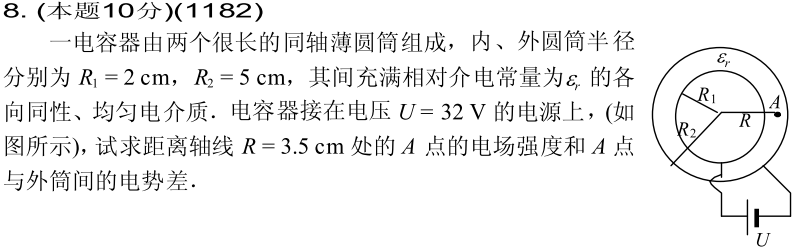 8. (本题10分)(1182)
一电容器由两个很长的同轴薄圆筒组成，内、外圆筒半径
分别为 R₁ = 2 cm，R₂ = 5 cm，其间充满相对介电常量为εᵣ 的各
向同性、均匀电介质．电容器接在电压 U = 32 V 的电源上，(如
图所示)，试求距离轴线 R = 3.5 cm 处的 A 点的电场强度和 A 点
与外筒间的电势差．
εᵣ
R₁
A
R
R₂
U